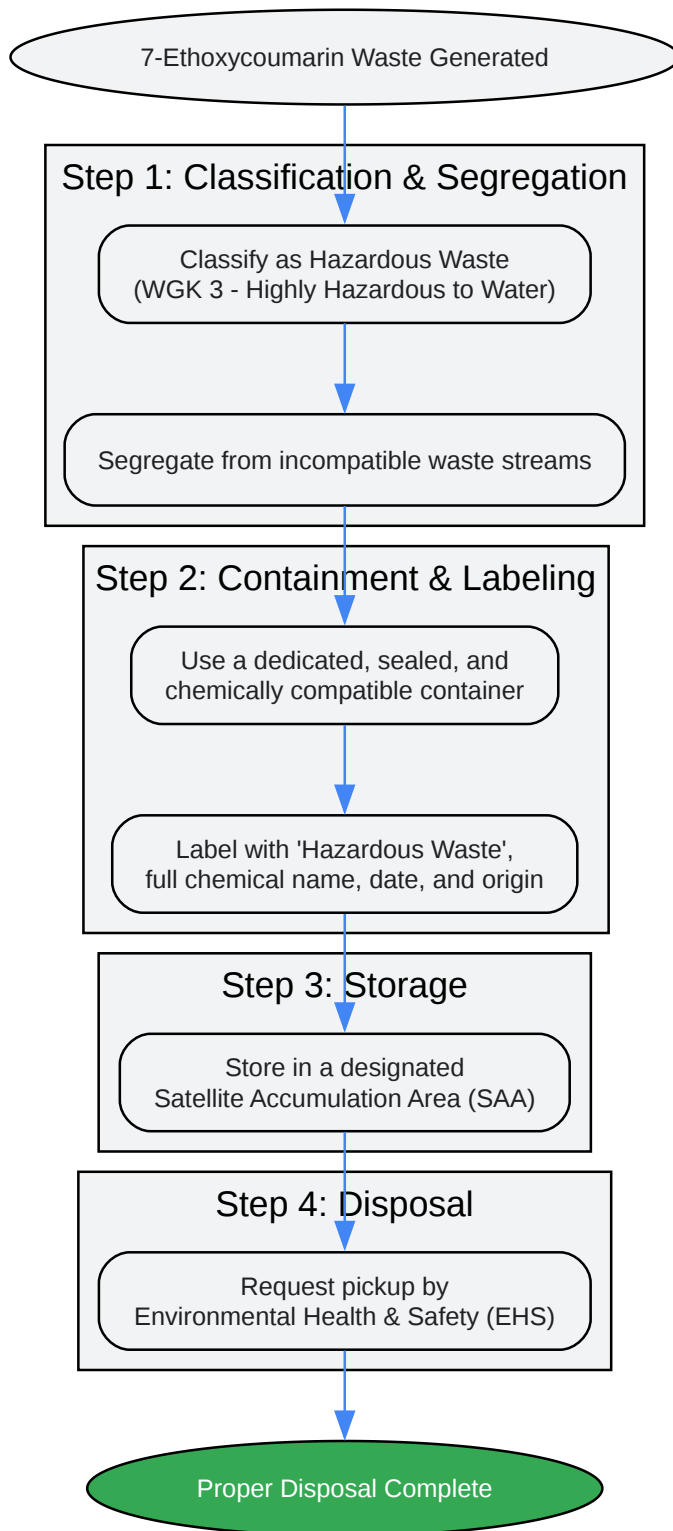 7-Ethoxycoumarin Waste Generated
Step 1: Classification & Segregation
Classify as Hazardous Waste
(WGK 3 - Highly Hazardous to Water)
Segregate from incompatible waste streams
Step 2: Containment & Labeling
Use a dedicated, sealed, and
chemically compatible container
Label with 'Hazardous Waste',
full chemical name, date, and origin
Step 3: Storage
Store in a designated
Satellite Accumulation Area (SAA)
Step 4: Disposal
Request pickup by
Environmental Health & Safety (EHS)
Proper Disposal Complete